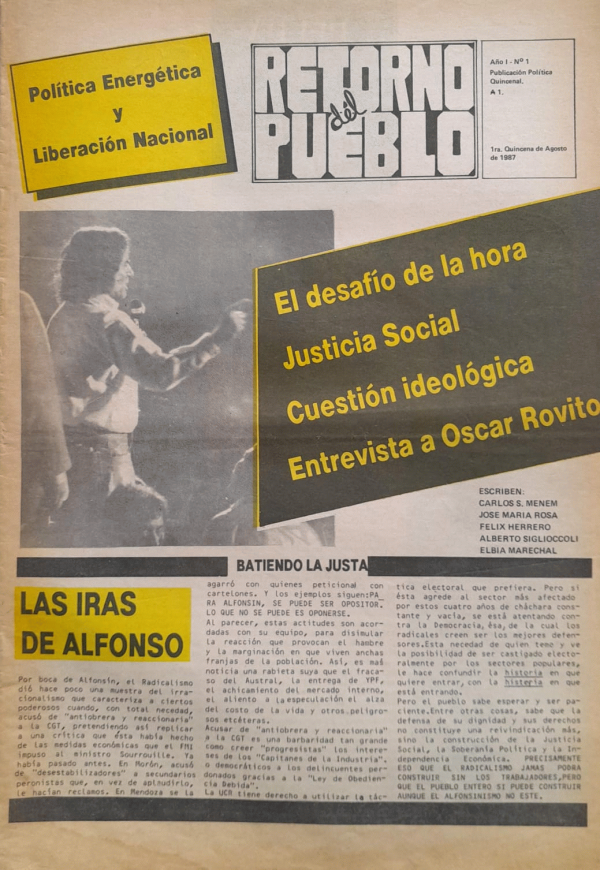 Política Energética
y
Liberación Nacional
RETORNO
del
PUEBLO
Año I - Nº 1
Publicación Política
Quincenal.
₳ 1.
1ra. Quincena de Agosto
de 1987
El desafío de la hora
Justicia Social
Cuestión ideológica
Entrevista a Oscar Rovito
ESCRIBEN:
CARLOS S. MENEM
JOSE MARIA ROSA
FELIX HERRERO
ALBERTO SIGLIOCCOLI
ELBIA MARECHAL
BATIENDO LA JUSTA
LAS IRAS
DE ALFONSO
Por boca de Alfonsín, el Radicalismo
dió hace poco una muestra del irra-
cionalismo que caracteriza a ciertos
poderosos cuando, con total necedad,
acusó de "antiobrera y reaccionaria"
a la CGT, pretendiendo así replicar
a una crítica que ésta había hecho
de las medidas económicas que el FMI
impuso al ministro Sourrouille. Ya
había pasado antes. En Morón, acusó
de "desestabilizadores" a secundarios
peronistas que, en vez de aplaudirlo,
le hacían reclamos. En Mendoza se la
agarró con quienes peticionaban con
cartelones. Y los ejemplos siguen:PA
RA ALFONSIN, SE PUEDE SER OPOSITOR,
LO QUE NO SE PUEDE ES OPONERSE.
Al parecer, estas actitudes son acor-
dadas con su equipo, para disimular
la reacción que provocan el hambre
y la marginación en que viven anchas
franjas de la población. Así, es más
noticia una rabieta suya que el fraca-
so del Austral, la entrega de YPF,
el achicamiento del mercado interno,
el aliento a la especulación el alza
del costo de la vida y otros peligro-
sos etcéteras.
Acusar de "antiobrera y reaccionaria"
a la CGT es una barbaridad tan grande
como creer "progresistas" los intere-
ses de los "Capitanes de la Industria".
o democráticos a los delincuentes per-
donados gracias a la "Ley de Obedien-
cia Debida".
La UCR tiene derecho a utilizar la tác-
tica electoral que prefiera. Pero si
ésta agrede al sector más afectado
por estos cuatro años de cháchara cons-
tante y vacía, se está atentando con-
tra la Democracia, ésa, de la cual los
radicales creen ser los mejores defen-
sores.Esta necedad de quien teme y ve
la posibilidad de ser castigado electo-
ralmente por los sectores populares,
le hace confundir la historia en que
quiere entrar, con la histeria en que
está entrando.
Pero el pueblo sabe esperar y ser pa-
ciente.Entre otras cosas, sabe que la
defensa de su dignidad y sus derechos
no constituye una reivindicación más,
sino la construcción de la Justicia
Social, la Soberanía Política y la In-
dependencia Económica. PRECISAMENTE
ESO QUE EL RADICALISMO JAMAS PODRA
CONSTRUIR SIN LOS TRABAJADORES,PERO
QUE EL PUEBLO ENTERO SI PUEDE CONSTRUIR
AUNQUE EL ALFONSINISMO NO ESTE.